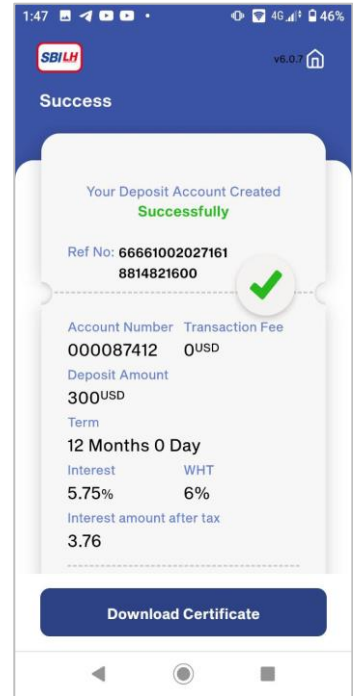 1:47 4G 46%
SBILH v6.0.7
Success
Your Deposit Account Created
Successfully
Ref No: 66661002027161
8814821600
Account Number Transaction Fee
000087412 0USD
Deposit Amount
300USD
Term
12 Months 0 Day
Interest WHT
5.75% 6%
Interest amount after tax
3.76
Download Certificate